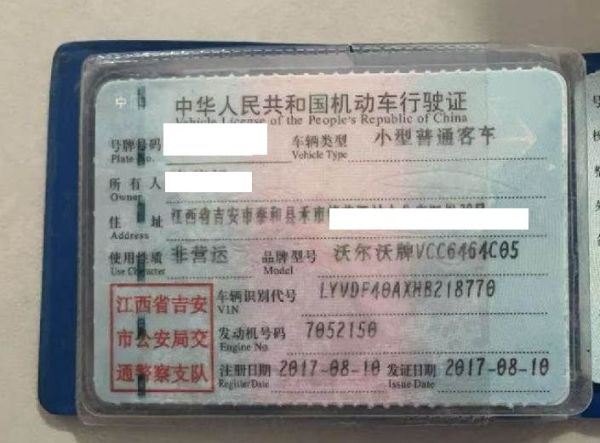 中华人民共和国机动车行驶证
Vehicle License of the People's Republic of China
号牌号码 车辆类型 小型普通客车
Plate No. Vehicle Type
所有人
Owner
住址 江西省吉安市泰和县禾市
Address
使用性质 非营运 品牌型号 沃尔沃牌VCC6464C05
Use Character Model
江西省吉安
市公安局交
通警察支队
车辆识别代号 LYVDF40AXHB218770
VIN
发动机号码 7052150
Engine No.
注册日期 2017-08-10 发证日期 2017-08-10
Register Date Issue Date